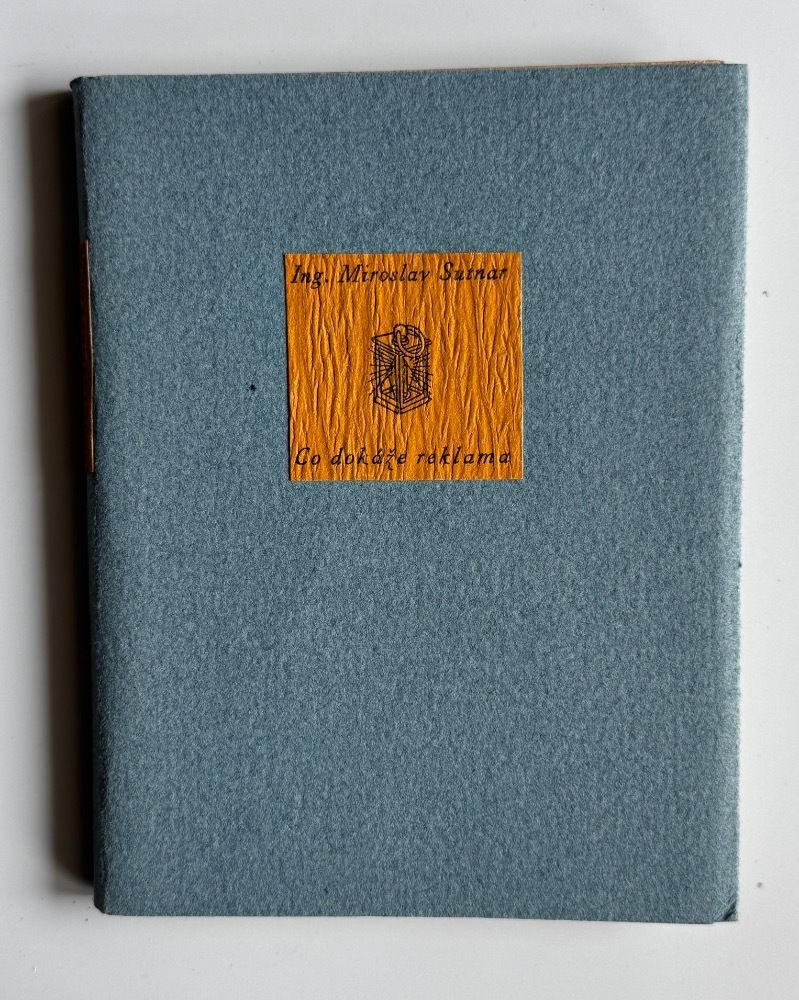 Ing. Miroslav Sutnar
Co dokáže reklama